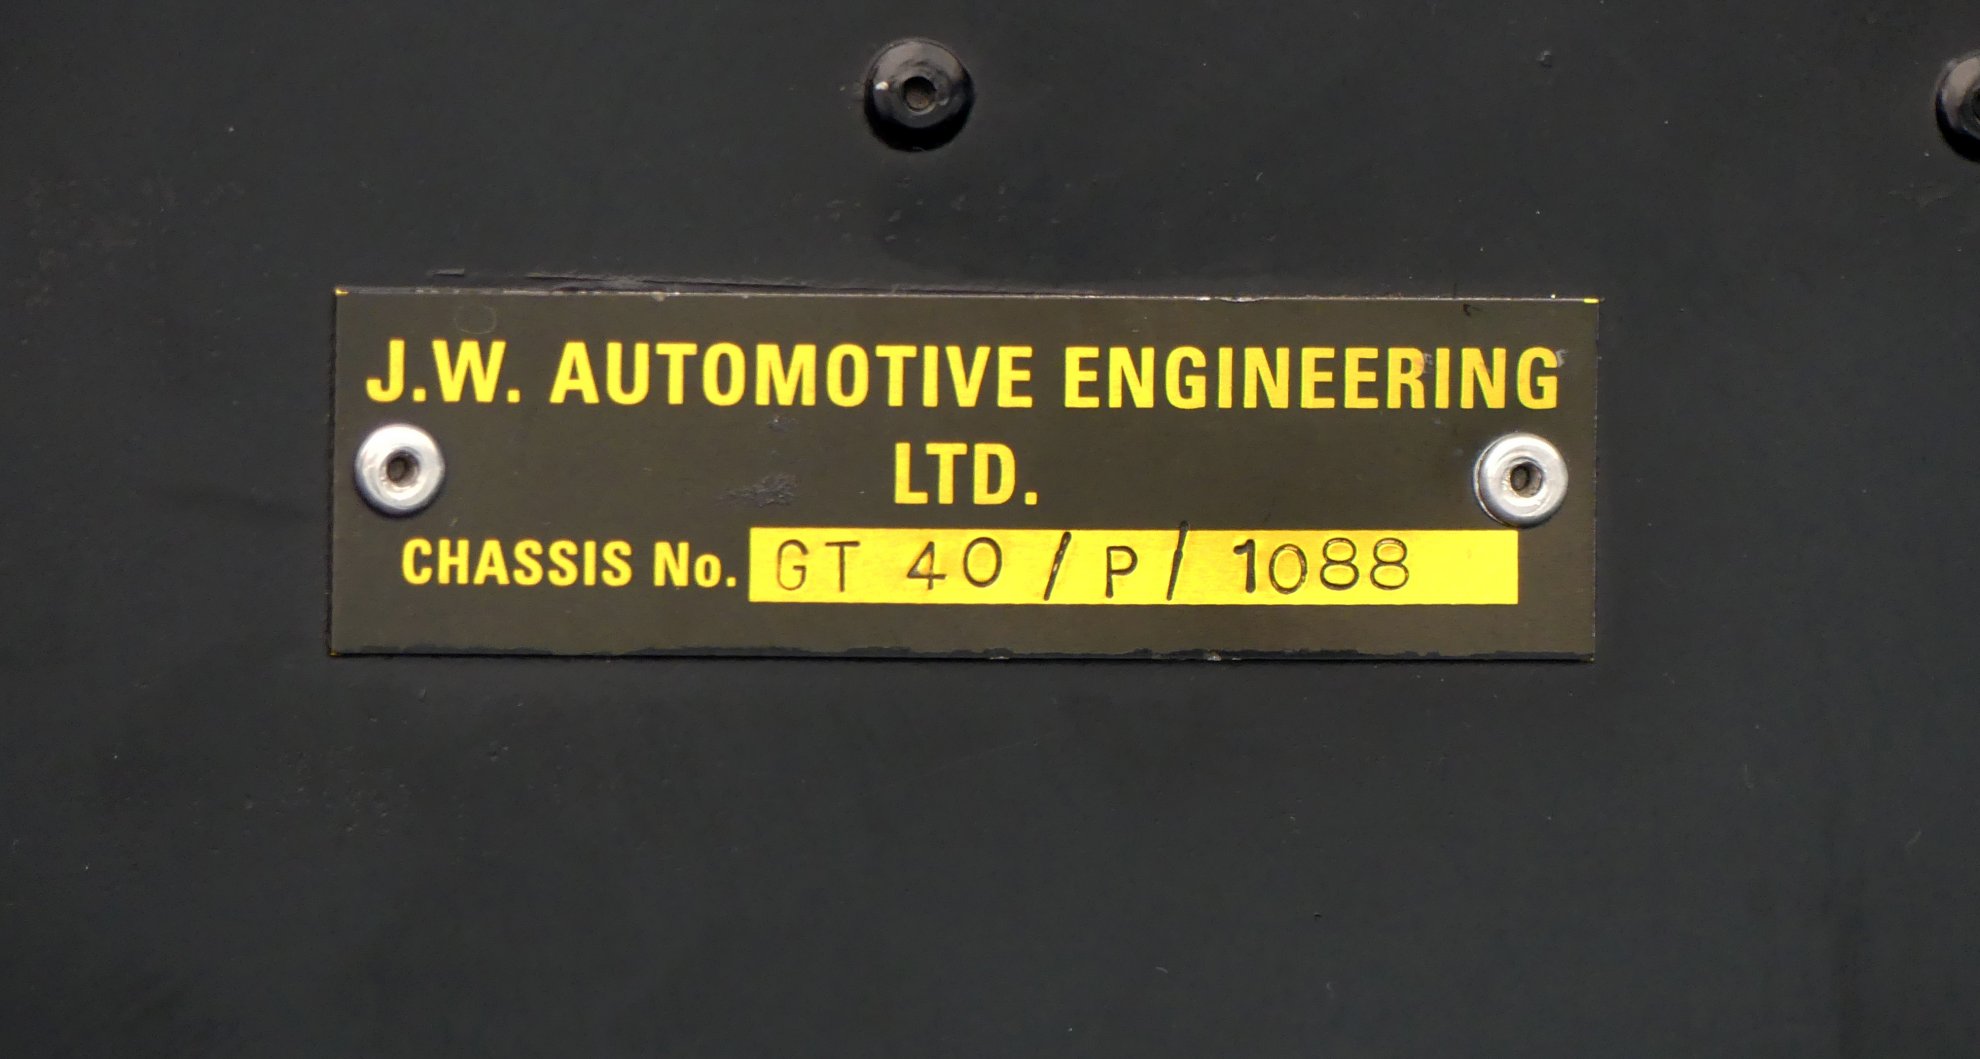 J.W. AUTOMOTIVE ENGINEERING
LTD.
CHASSIS No. GT 40 / P / 1088